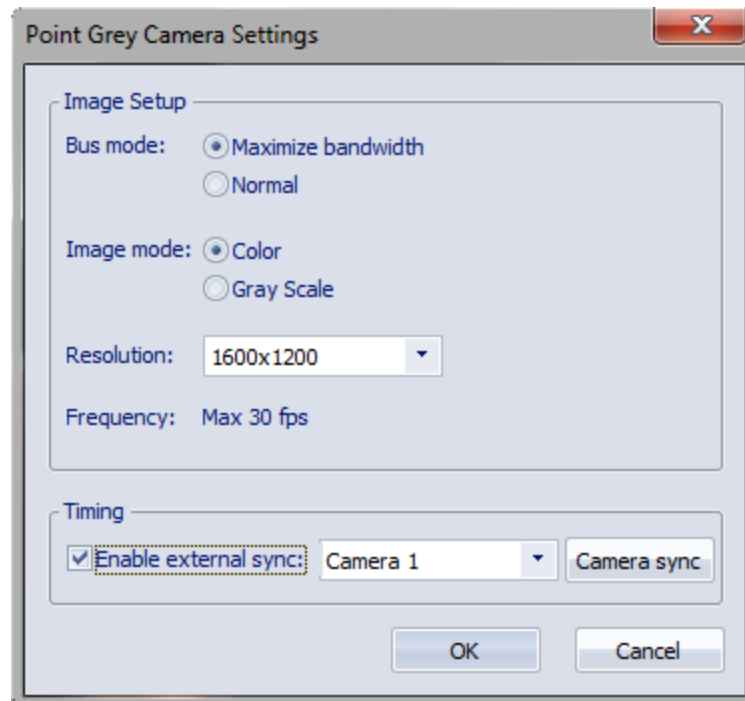 Point Grey Camera Settings
Image Setup
Bus mode: Maximize bandwidth
Normal
Image mode: Color
Gray Scale
Resolution: 1600x1200
Frequency: Max 30 fps
Timing
Enable external sync: Camera 1 Camera sync
OK Cancel